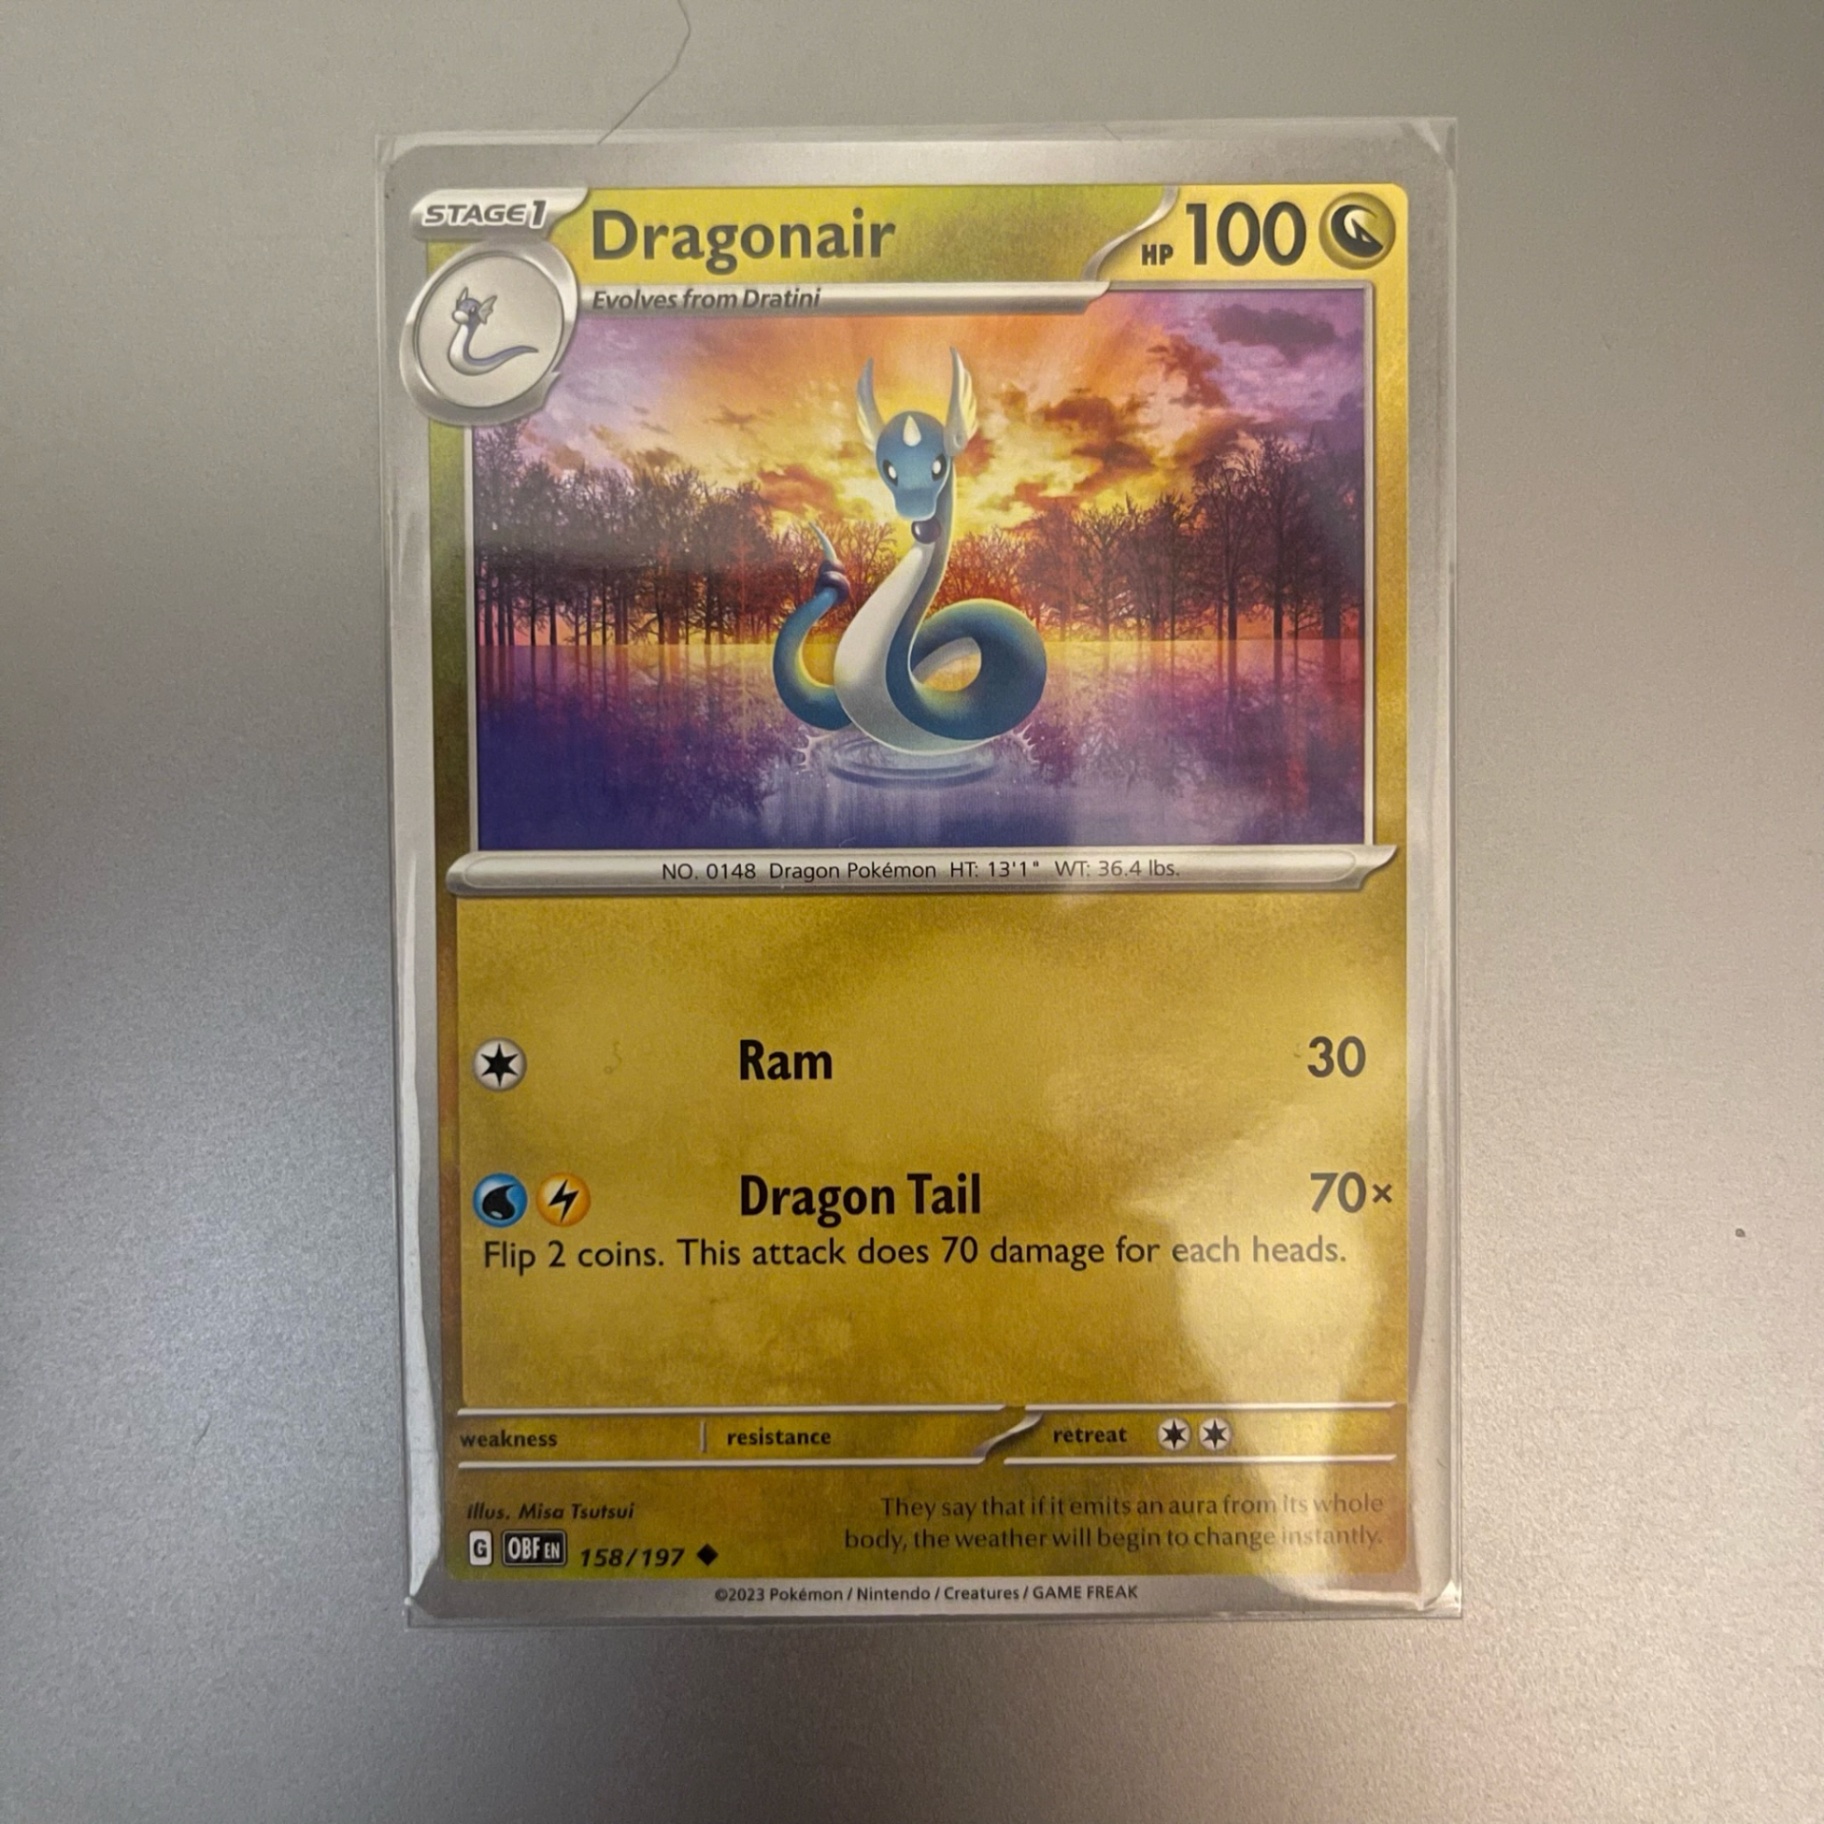 STAGE1
Dragonair
HP 100
Evolves from Dratini
NO. 0148 Dragon Pokémon HT: 13'1" WT: 36.4 lbs.
Ram 30
Dragon Tail 70×
Flip 2 coins. This attack does 70 damage for each heads.
weakness resistance retreat
Illus. Misa Tsutsui
They say that if it emits an aura from its whole
body, the weather will begin to change instantly.
G OBF EN 158/197
©2023 Pokémon / Nintendo / Creatures / GAME FREAK